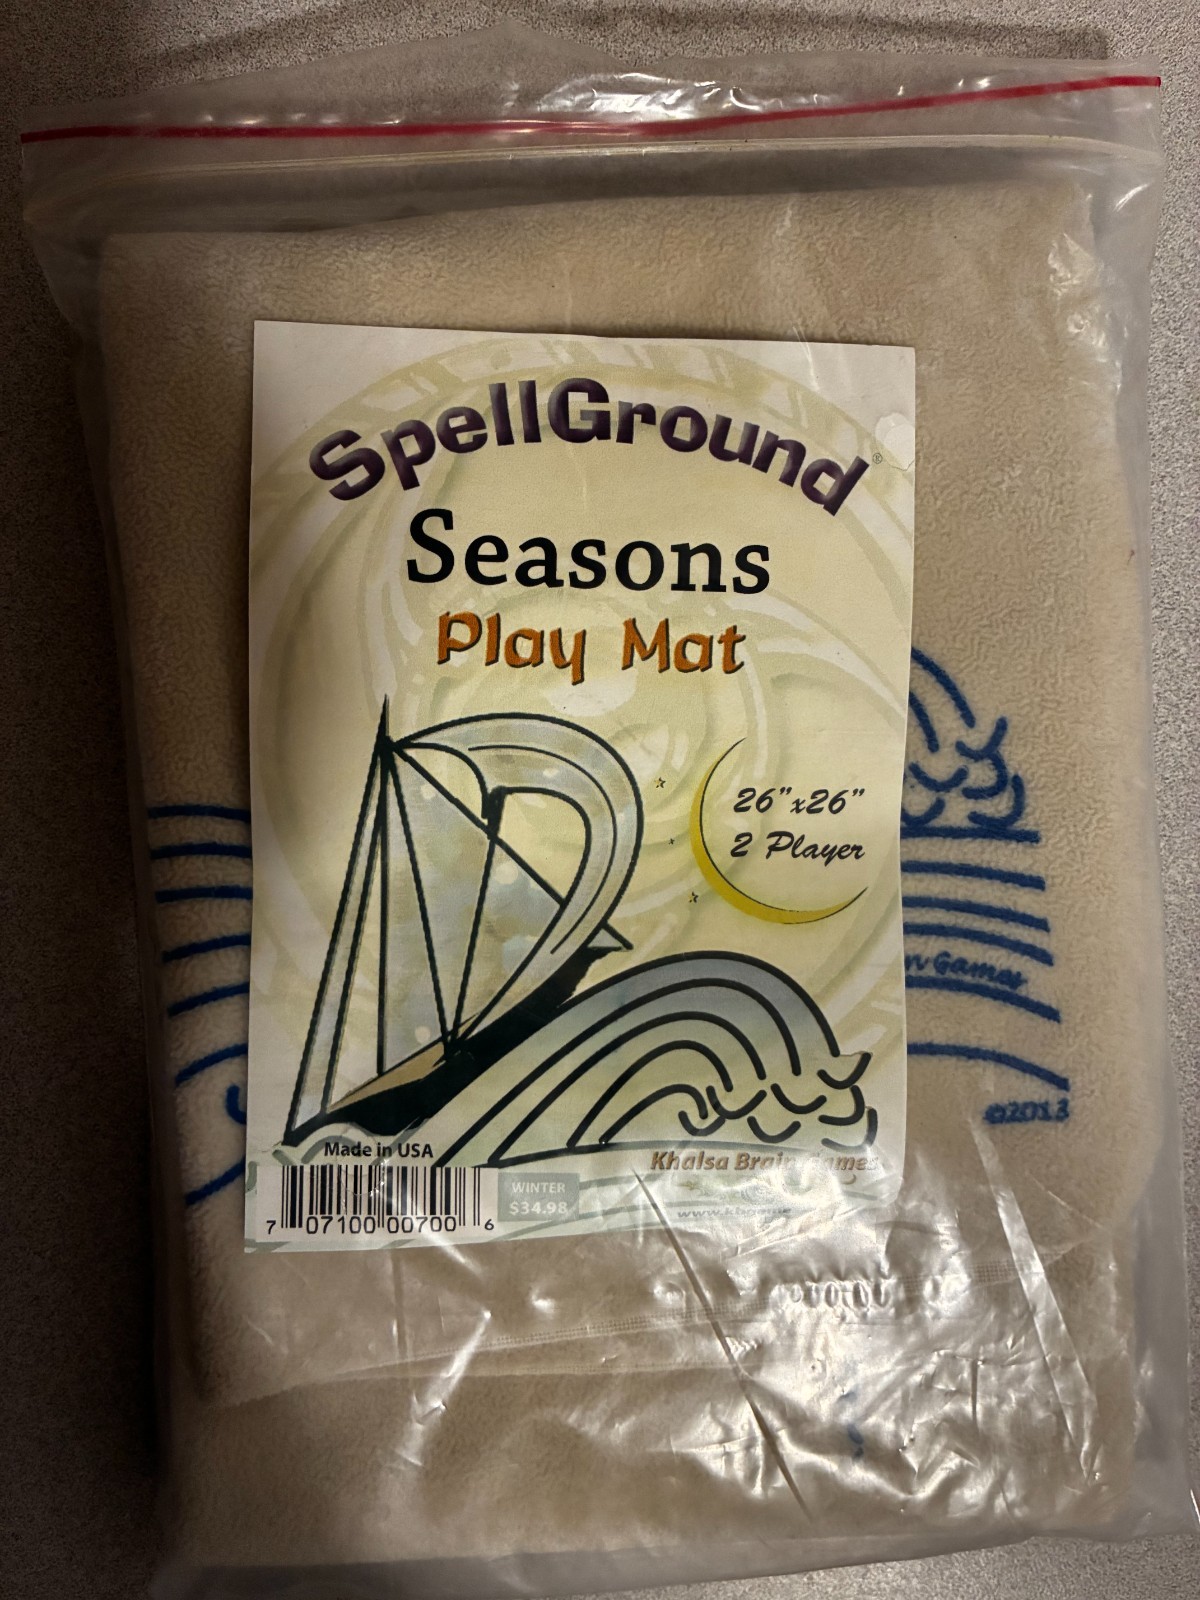 SpellGround®
Seasons
Play Mat
26"x26"
2 Player
n Games
©2013
Made in USA
Khalsa Brain Games
WINTER
$34.98
7 07100 00700 6